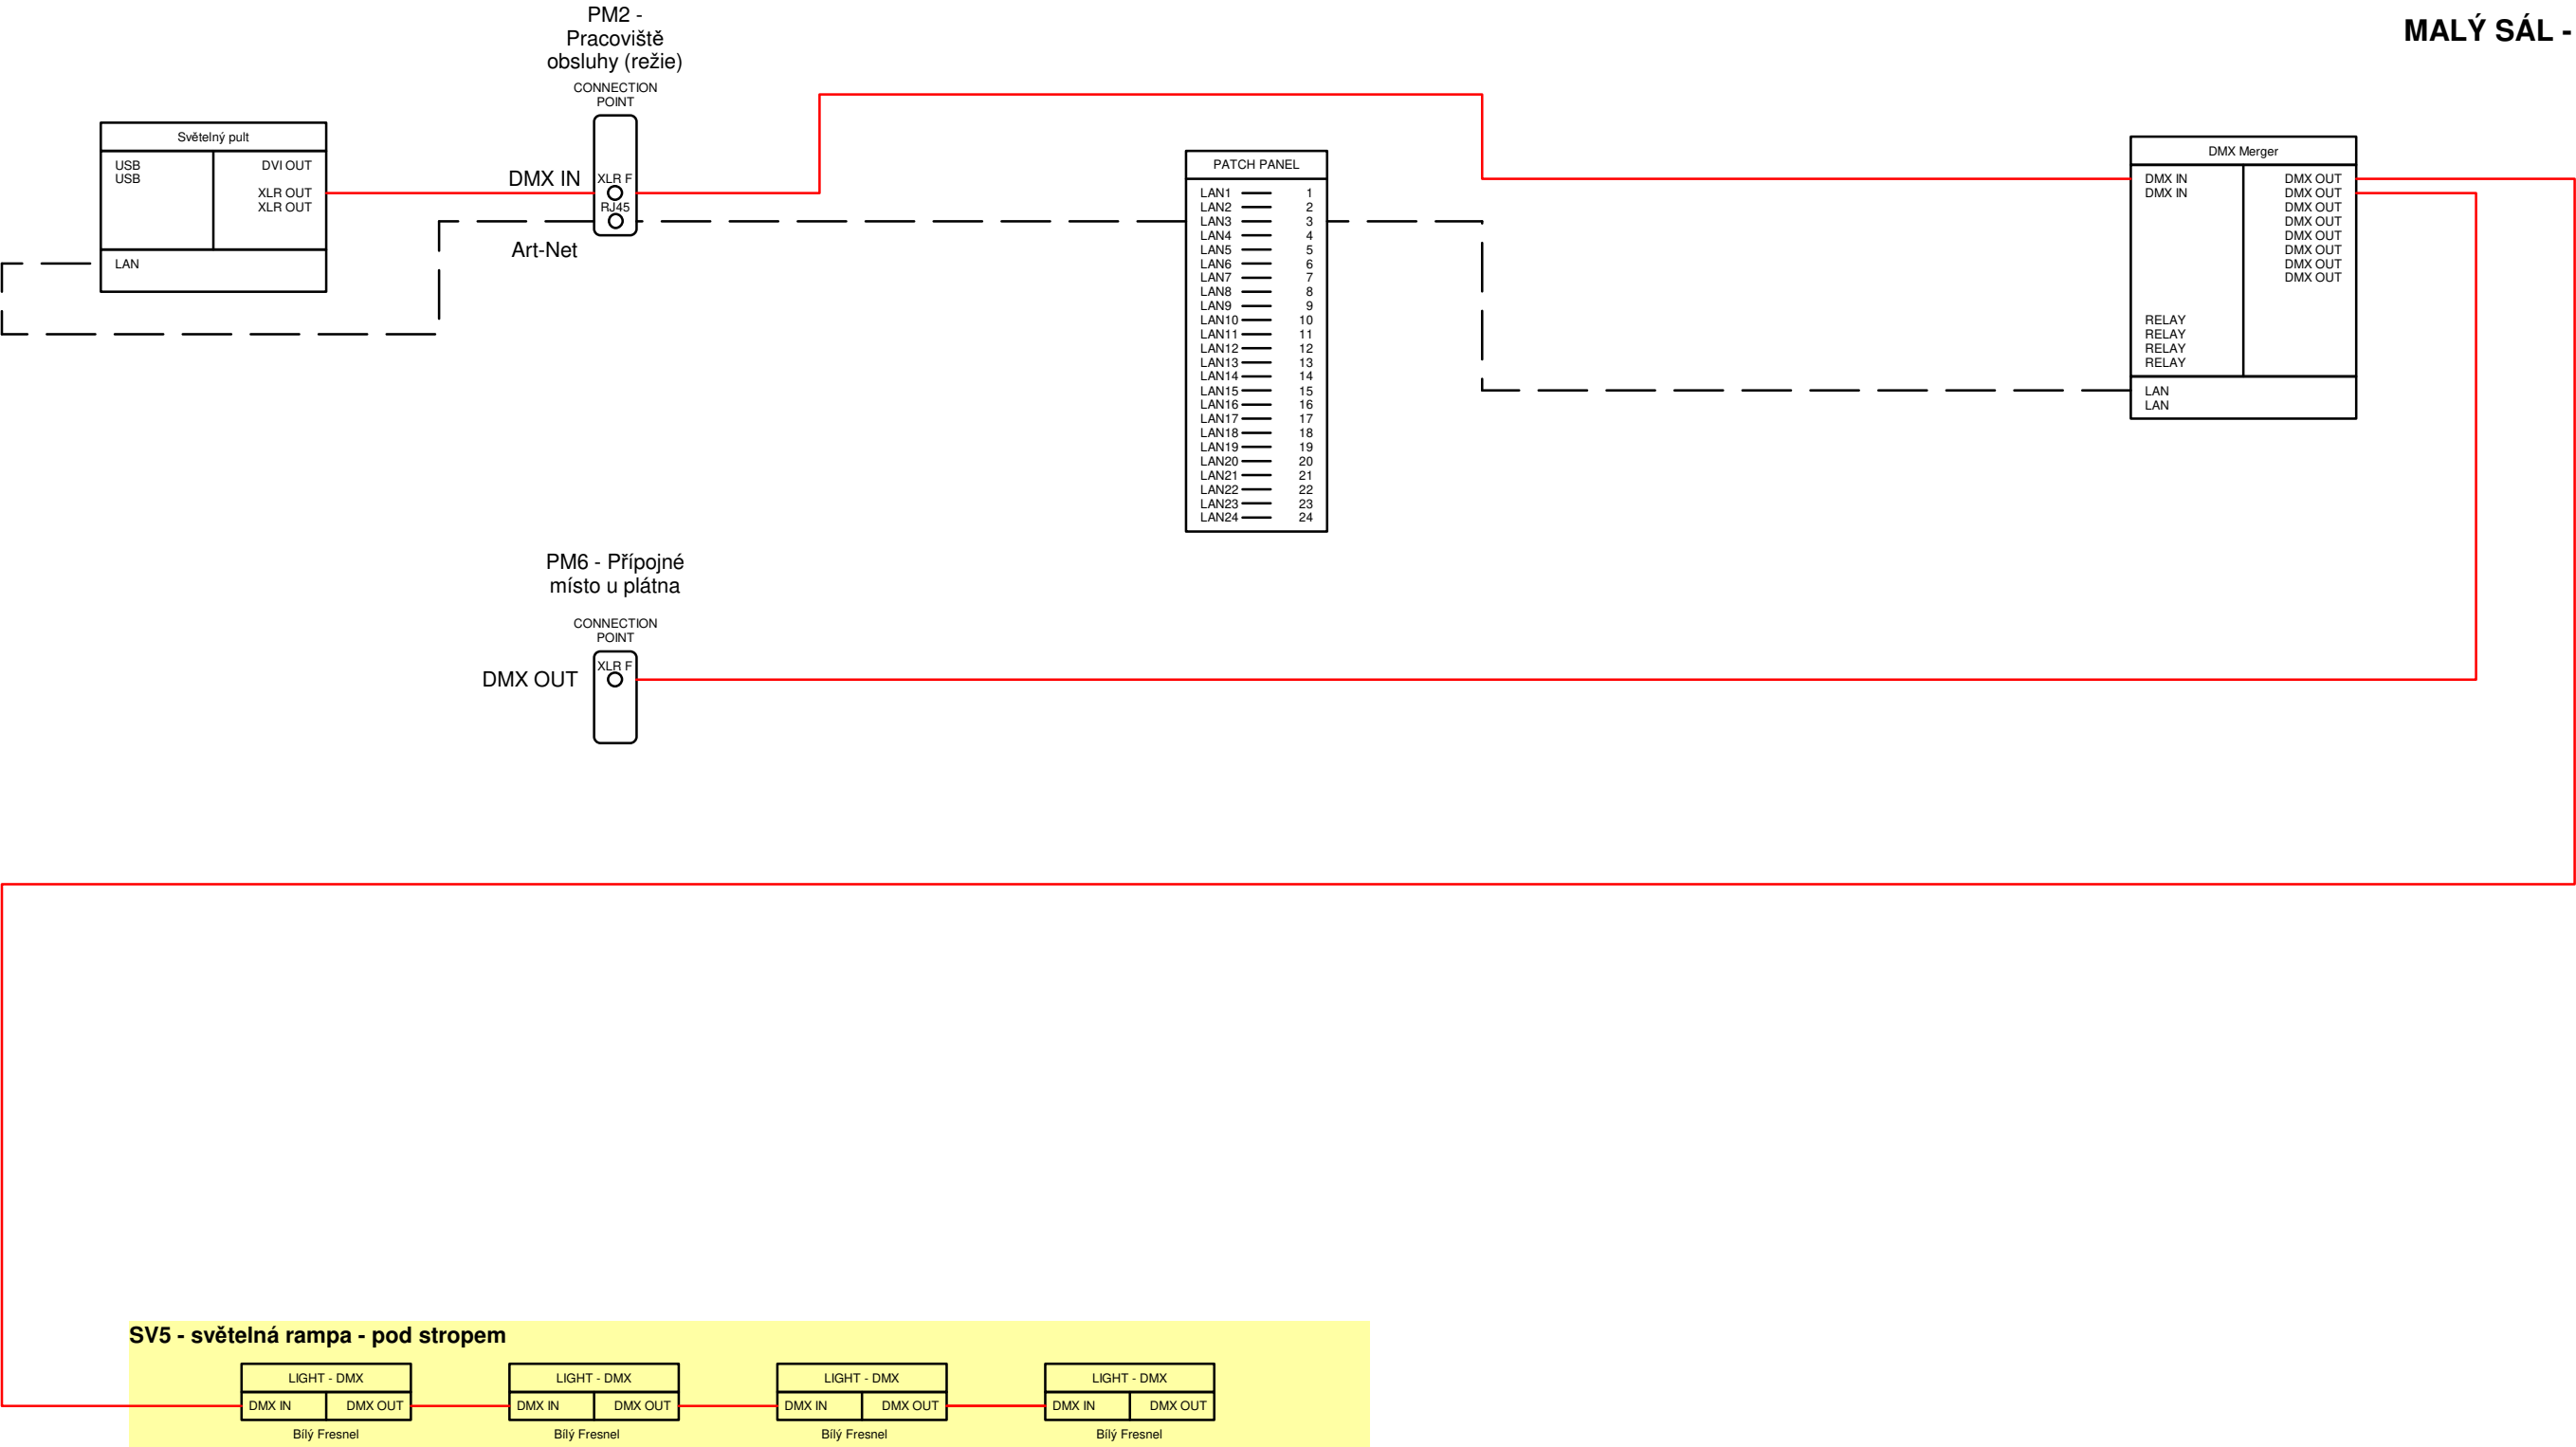 MALÝ SÁL -
PM2 -
Pracoviště
obsluhy (režie)
CONNECTION
POINT
XLR F
RJ45
DMX IN
Art-Net
Světelný pult
USB
USB
DVI OUT
XLR OUT
XLR OUT
LAN
PATCH PANEL
LAN1 1
LAN2 2
LAN3 3
LAN4 4
LAN5 5
LAN6 6
LAN7 7
LAN8 8
LAN9 9
LAN10 10
LAN11 11
LAN12 12
LAN13 13
LAN14 14
LAN15 15
LAN16 16
LAN17 17
LAN18 18
LAN19 19
LAN20 20
LAN21 21
LAN22 22
LAN23 23
LAN24 24
DMX Merger
DMX IN
DMX IN
DMX OUT
DMX OUT
DMX OUT
DMX OUT
DMX OUT
DMX OUT
DMX OUT
DMX OUT
RELAY
RELAY
RELAY
RELAY
LAN
LAN
PM6 - Přípojné
místo u plátna
CONNECTION
POINT
XLR F
DMX OUT
SV5 - světelná rampa - pod stropem
LIGHT - DMX
DMX IN DMX OUT
Bílý Fresnel
LIGHT - DMX
DMX IN DMX OUT
Bílý Fresnel
LIGHT - DMX
DMX IN DMX OUT
Bílý Fresnel
LIGHT - DMX
DMX IN DMX OUT
Bílý Fresnel